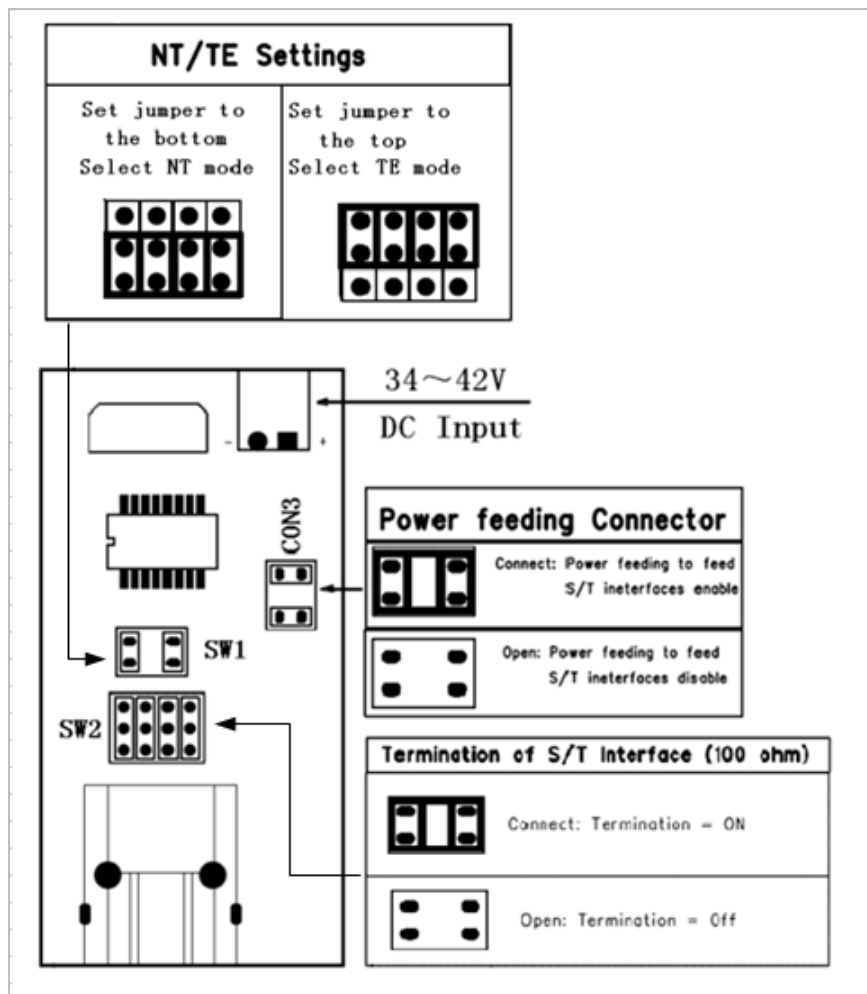 NT/TE Settings
Set jumper to
the bottom
Select NT mode
Set jumper to
the top
Select TE mode
34～42V
DC Input
- +
CON3
Power feeding Connector
Connect: Power feeding to feed
S/T ineterfaces enable
Open: Power feeding to feed
S/T ineterfaces disable
SW1
SW2
Termination of S/T Interface (100 ohm)
Connect: Termination = ON
Open: Termination = Off